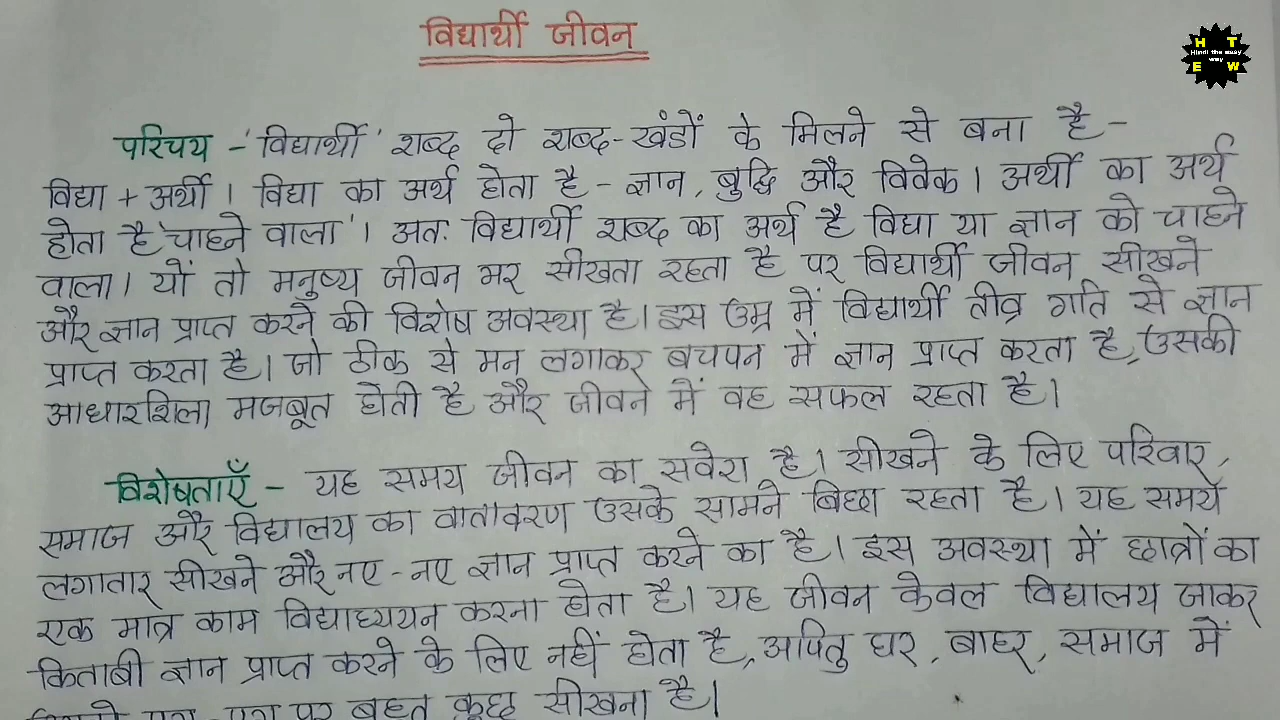 विद्यार्थी जीवन
H T
Hindi the easy
way
E W
परिचय - 'विद्यार्थी' शब्द दो शब्द-खंडों के मिलने से बना है -
विद्या + अर्थी। विद्या का अर्थ होता है - ज्ञान, बुद्धि और विवेक। अर्थी का अर्थ
होता है 'चाहने वाला'। अतः विद्यार्थी शब्द का अर्थ है विद्या या ज्ञान को चाहने
वाला। यों तो मनुष्य जीवन भर सीखता रहता है पर विद्यार्थी जीवन सीखने
और ज्ञान प्राप्त करने की विशेष अवस्था है। इस उम्र में विद्यार्थी तीव्र गति से ज्ञान
प्राप्त करता है। जो ठीक से मन लगाकर बचपन में ज्ञान प्राप्त करता है, उसकी
आधारशिला मजबूत होती है और जीवन में वह सफल रहता है।
विशेषताएँ - यह समय जीवन का सवेरा है। सीखने के लिए परिवार,
समाज और विद्यालय का वातावरण उसके सामने बिछा रहता है। यह समय
लगातार सीखने और नए-नए ज्ञान प्राप्त करने का है। इस अवस्था में छात्रों का
एक मात्र काम विद्याध्ययन करना होता है। यह जीवन केवल विद्यालय जाकर
किताबी ज्ञान प्राप्त करने के लिए नहीं होता है, अपितु घर, बाहर, समाज में
पर बहुत कुछ सीखना है।